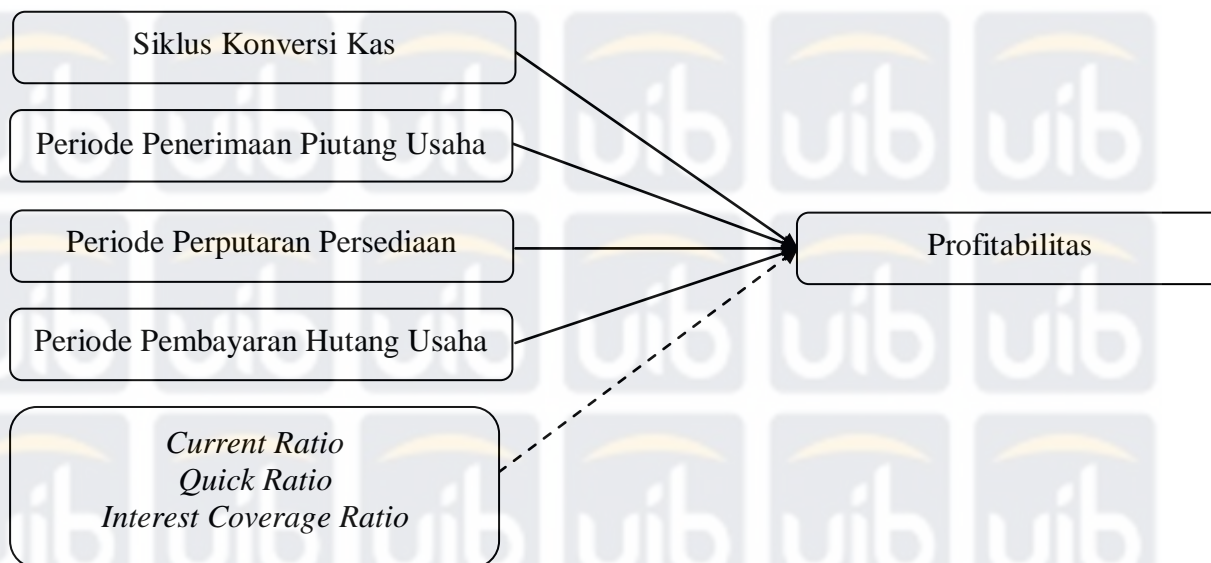 Siklus Konversi Kas
Periode Penerimaan Piutang Usaha
Periode Perputaran Persediaan
Profitabilitas
Periode Pembayaran Hutang Usaha
Current Ratio
Quick Ratio
Interest Coverage Ratio